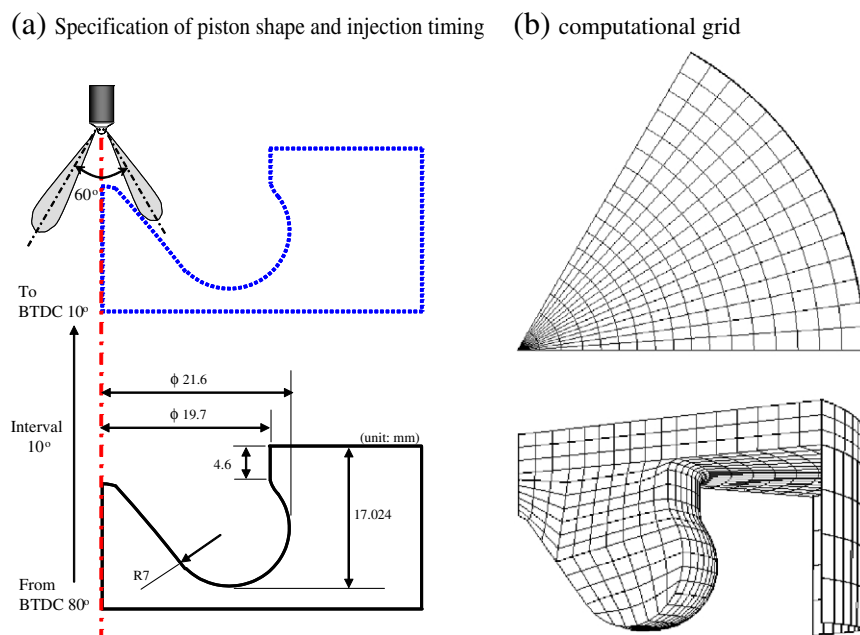 (a) Specification of piston shape and injection timing
(b) computational grid
60°
To
BTDC 10°
Interval
10°
From
BTDC 80°
ϕ 21.6
ϕ 19.7
(unit: mm)
4.6
17.024
R7